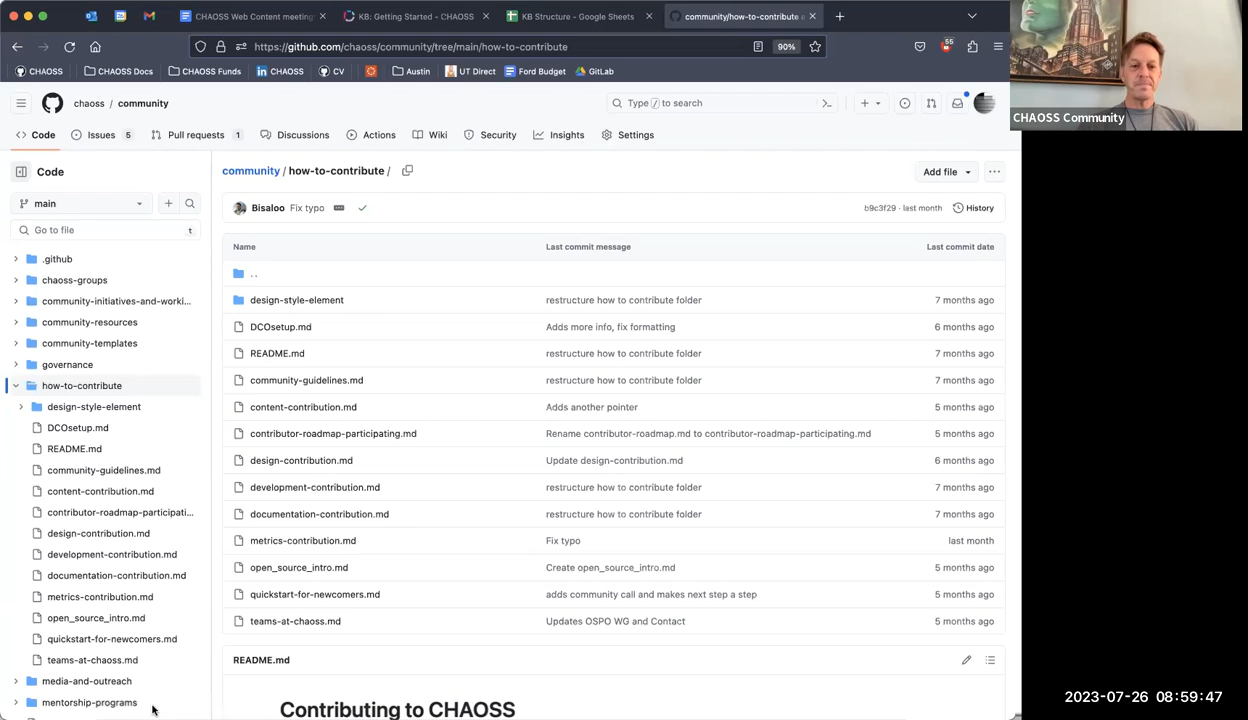 CHAOSS Web Content meeting
KB: Getting Started - CHAOSS
KB Structure - Google Sheets
community/how-to-contribute
https://github.com/chaoss/community/tree/main/how-to-contribute
90%
55
CHAOSS
CHAOSS Docs
CHAOSS Funds
CHAOSS
CV
Austin
UT Direct
Ford Budget
GitLab
CHAOSS Community
chaoss / community
Type / to search
Code
Issues 5
Pull requests 1
Discussions
Actions
Wiki
Security
Insights
Settings
Code
main
Go to file t
.github
chaoss-groups
community-initiatives-and-worki...
community-resources
community-templates
governance
how-to-contribute
design-style-element
DCOsetup.md
README.md
community-guidelines.md
content-contribution.md
contributor-roadmap-participati...
design-contribution.md
development-contribution.md
documentation-contribution.md
metrics-contribution.md
open_source_intro.md
quickstart-for-newcomers.md
teams-at-chaoss.md
media-and-outreach
mentorship-programs
community / how-to-contribute /
Add file
Bisaloo Fix typo
b9c3f29 · last month
History
Name Last commit message Last commit date
..
design-style-element restructure how to contribute folder 7 months ago
DCOsetup.md Adds more info, fix formatting 6 months ago
README.md restructure how to contribute folder 7 months ago
community-guidelines.md restructure how to contribute folder 7 months ago
content-contribution.md Adds another pointer 5 months ago
contributor-roadmap-participating.md Rename contributor-roadmap.md to contributor-roadmap-participating.md 5 months ago
design-contribution.md Update design-contribution.md 6 months ago
development-contribution.md restructure how to contribute folder 7 months ago
documentation-contribution.md restructure how to contribute folder 7 months ago
metrics-contribution.md Fix typo last month
open_source_intro.md Create open_source_intro.md 5 months ago
quickstart-for-newcomers.md adds community call and makes next step a step 5 months ago
teams-at-chaoss.md Updates OSPO WG and Contact 5 months ago
README.md
Contributing to CHAOSS
2023-07-26 08:59:47